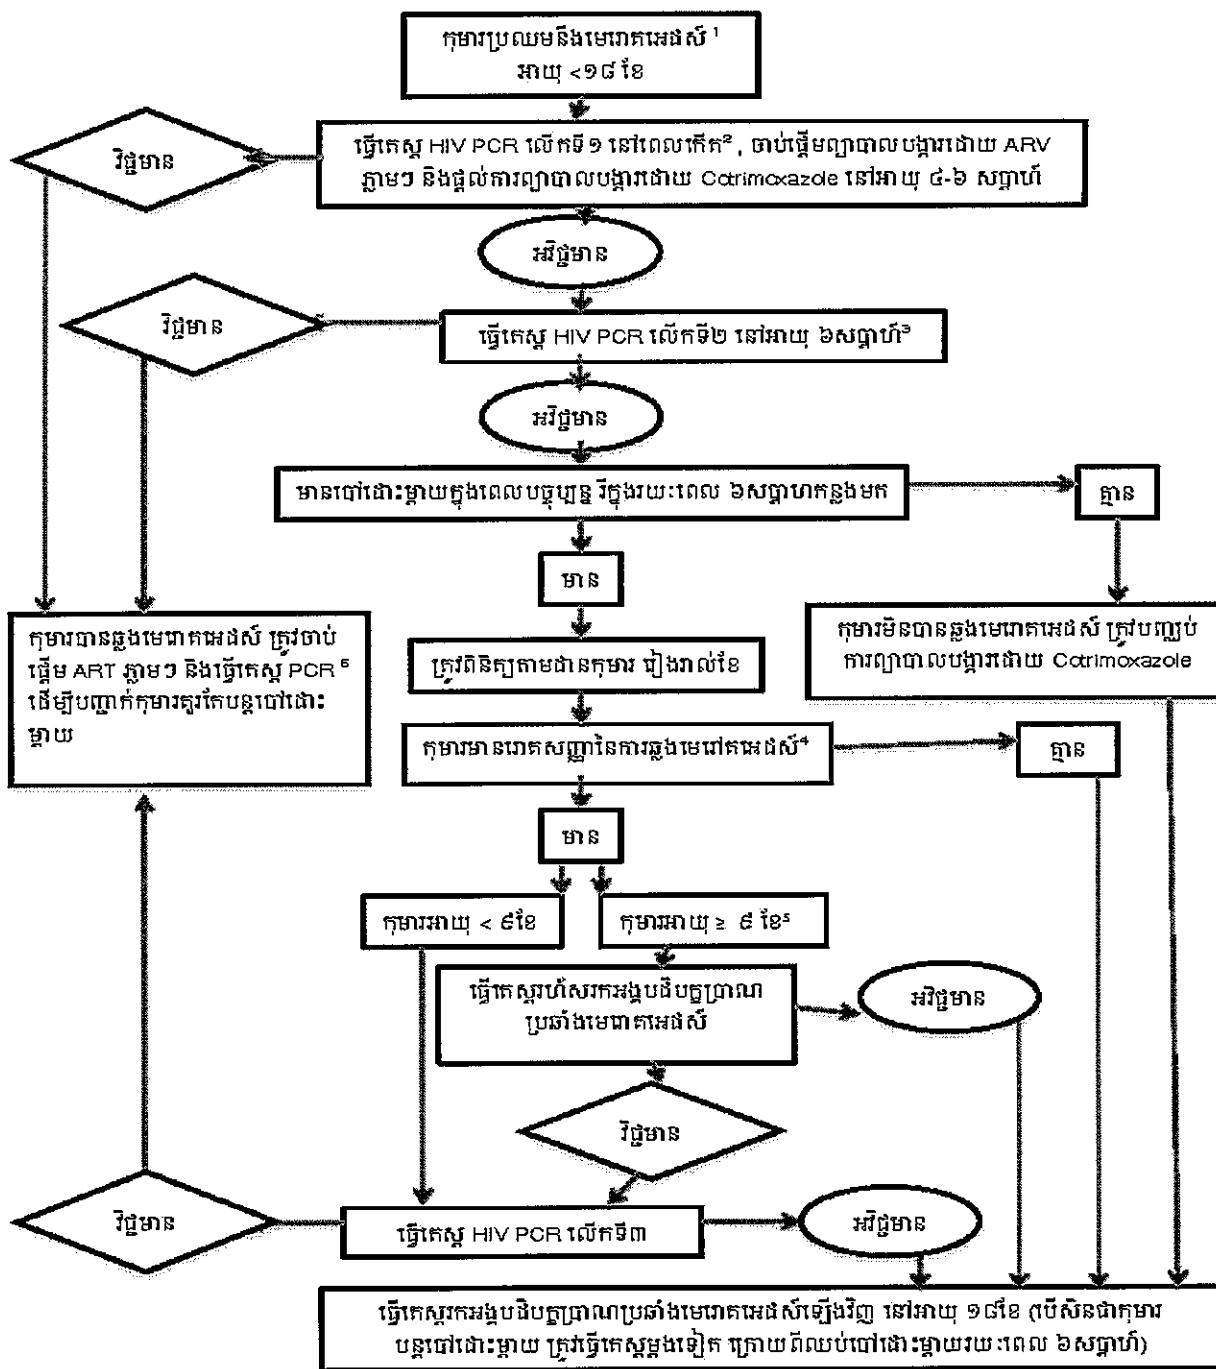 កុមារប្រឈមនឹងមេរោគអេដស៍ ¹
អាយុ <១៨ ខែ
វិជ្ជមាន
ធ្វើតេស្ត HIV PCR លើកទី១ នៅពេលកើត² , ចាប់ផ្តើមព្យាបាលបង្ការដោយ ARV
ភ្លាមៗ និងផ្តល់ការព្យាបាលបង្ការដោយ Cotrimoxazole នៅអាយុ ៤-៦ សប្តាហ៍
អវិជ្ជមាន
វិជ្ជមាន
ធ្វើតេស្ត HIV PCR លើកទី២ នៅអាយុ ៦សប្តាហ៍³
អវិជ្ជមាន
មានបៅដោះម្តាយក្នុងពេលបច្ចុប្បន្ន រឺក្នុងរយៈពេល ៦សប្តាហកន្លងមក
គ្មាន
មាន
កុមារបានឆ្លងមេរោគអេដស៍ ត្រូវចាប់
ផ្តើម ART ភ្លាមៗ និងធ្វើតេស្ត PCR ⁶
ដើម្បីបញ្ជាក់កុមារគួរតែបន្តបៅដោះ
ម្តាយ
ត្រូវពិនិត្យតាមដានកុមារ រៀងរាល់ខែ
កុមារមិនបានឆ្លងមេរោគអេដស៍ ត្រូវបញ្ឈប់
ការព្យាបាលបង្ការដោយ Cotrimoxazole
កុមារមានរោគសញ្ញានៃការឆ្លងមេរោគអេដស៍⁴
គ្មាន
មាន
កុមារអាយុ < ៩ខែ
កុមារអាយុ ≥ ៩ ខែ⁵
ធ្វើតេស្តរហ័សរកអង្គបដិបក្ខប្រាណ
ប្រឆាំងមេរោគអេដស៍
អវិជ្ជមាន
វិជ្ជមាន
វិជ្ជមាន
ធ្វើតេស្ត HIV PCR លើកទី៣
អវិជ្ជមាន
ធ្វើតេស្តរកអង្គបដិបក្ខប្រាណប្រឆាំងមេរោគអេដស៍ឡើងវិញ នៅអាយុ ១៨ខែ (បើសិនជាកុមារ
បន្តបៅដោះម្តាយ ត្រូវធ្វើតេស្តម្តងទៀត ក្រោយពីឈប់បៅដោះម្តាយរយៈពេល ៦សប្តាហ៍)